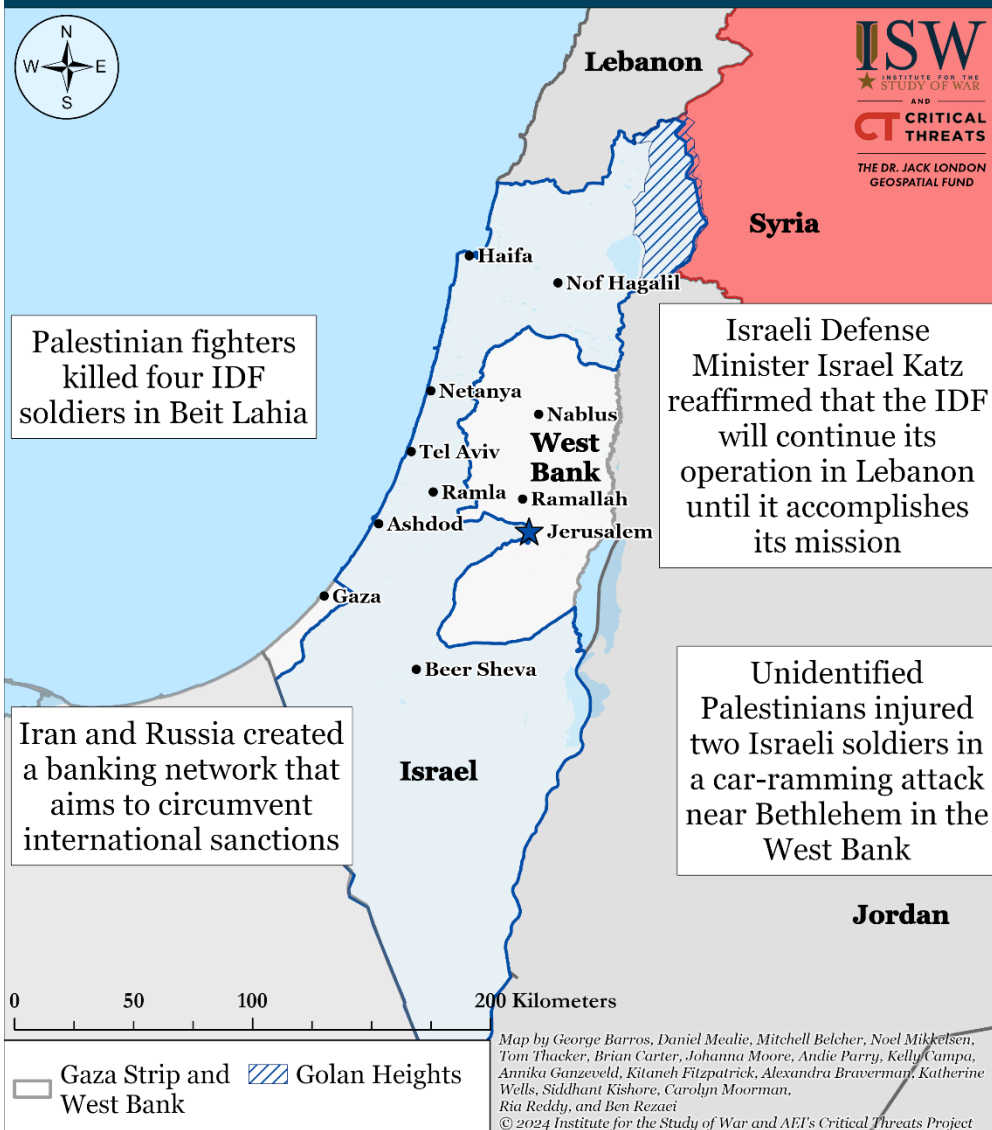 N
W
E
S
Lebanon
ISW
INSTITUTE FOR THE
STUDY OF WAR
AND
CT CRITICAL
THREATS
THE DR. JACK LONDON
GEOSPATIAL FUND
Syria
Haifa
Nof Hagalil
Palestinian fighters
killed four IDF
soldiers in Beit Lahia
Israeli Defense
Minister Israel Katz
reaffirmed that the IDF
will continue its
operation in Lebanon
until it accomplishes
its mission
Netanya
Nablus
West
Bank
Tel Aviv
Ramla
Ramallah
Ashdod
Jerusalem
Gaza
Beer Sheva
Unidentified
Palestinians injured
two Israeli soldiers in
a car-ramming attack
near Bethlehem in the
West Bank
Iran and Russia created
a banking network that
aims to circumvent
international sanctions
Israel
Jordan
0 50 100 200 Kilometers
Gaza Strip and
West Bank
Golan Heights
Map by George Barros, Daniel Mealie, Mitchell Belcher, Noel Mikkelsen,
Tom Thacker, Brian Carter, Johanna Moore, Andie Parry, Kelly Campa,
Annika Ganzeveld, Kitaneh Fitzpatrick, Alexandra Braverman, Katherine
Wells, Siddhant Kishore, Carolyn Moorman,
Ria Reddy, and Ben Rezaei
© 2024 Institute for the Study of War and AEI's Critical Threats Project